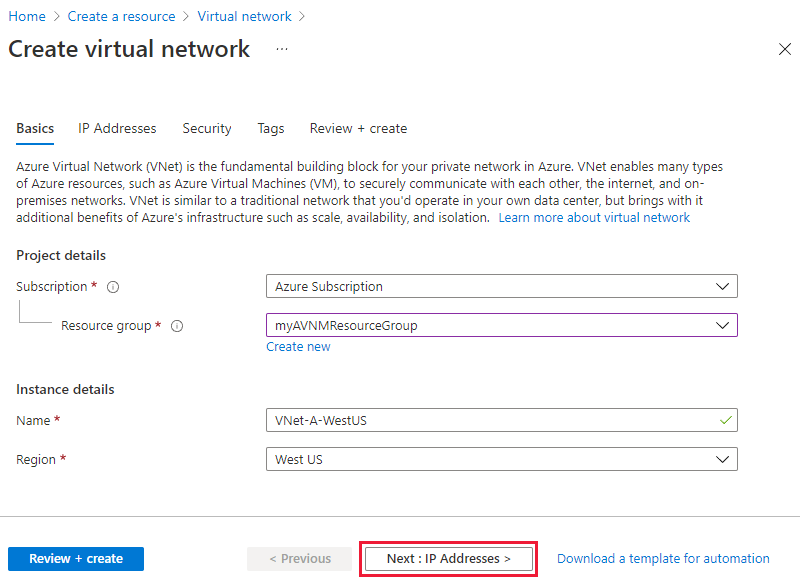 Home > Create a resource > Virtual network >
Create virtual network ...
Basics IP Addresses Security Tags Review + create
Azure Virtual Network (VNet) is the fundamental building block for your private network in Azure. VNet enables many types
of Azure resources, such as Azure Virtual Machines (VM), to securely communicate with each other, the internet, and on-
premises networks. VNet is similar to a traditional network that you'd operate in your own data center, but brings with it
additional benefits of Azure's infrastructure such as scale, availability, and isolation. Learn more about virtual network
Project details
Subscription * Azure Subscription
Resource group * myAVNMResourceGroup
Create new
Instance details
Name * VNet-A-WestUS
Region * West US
Review + create < Previous Next : IP Addresses > Download a template for automation